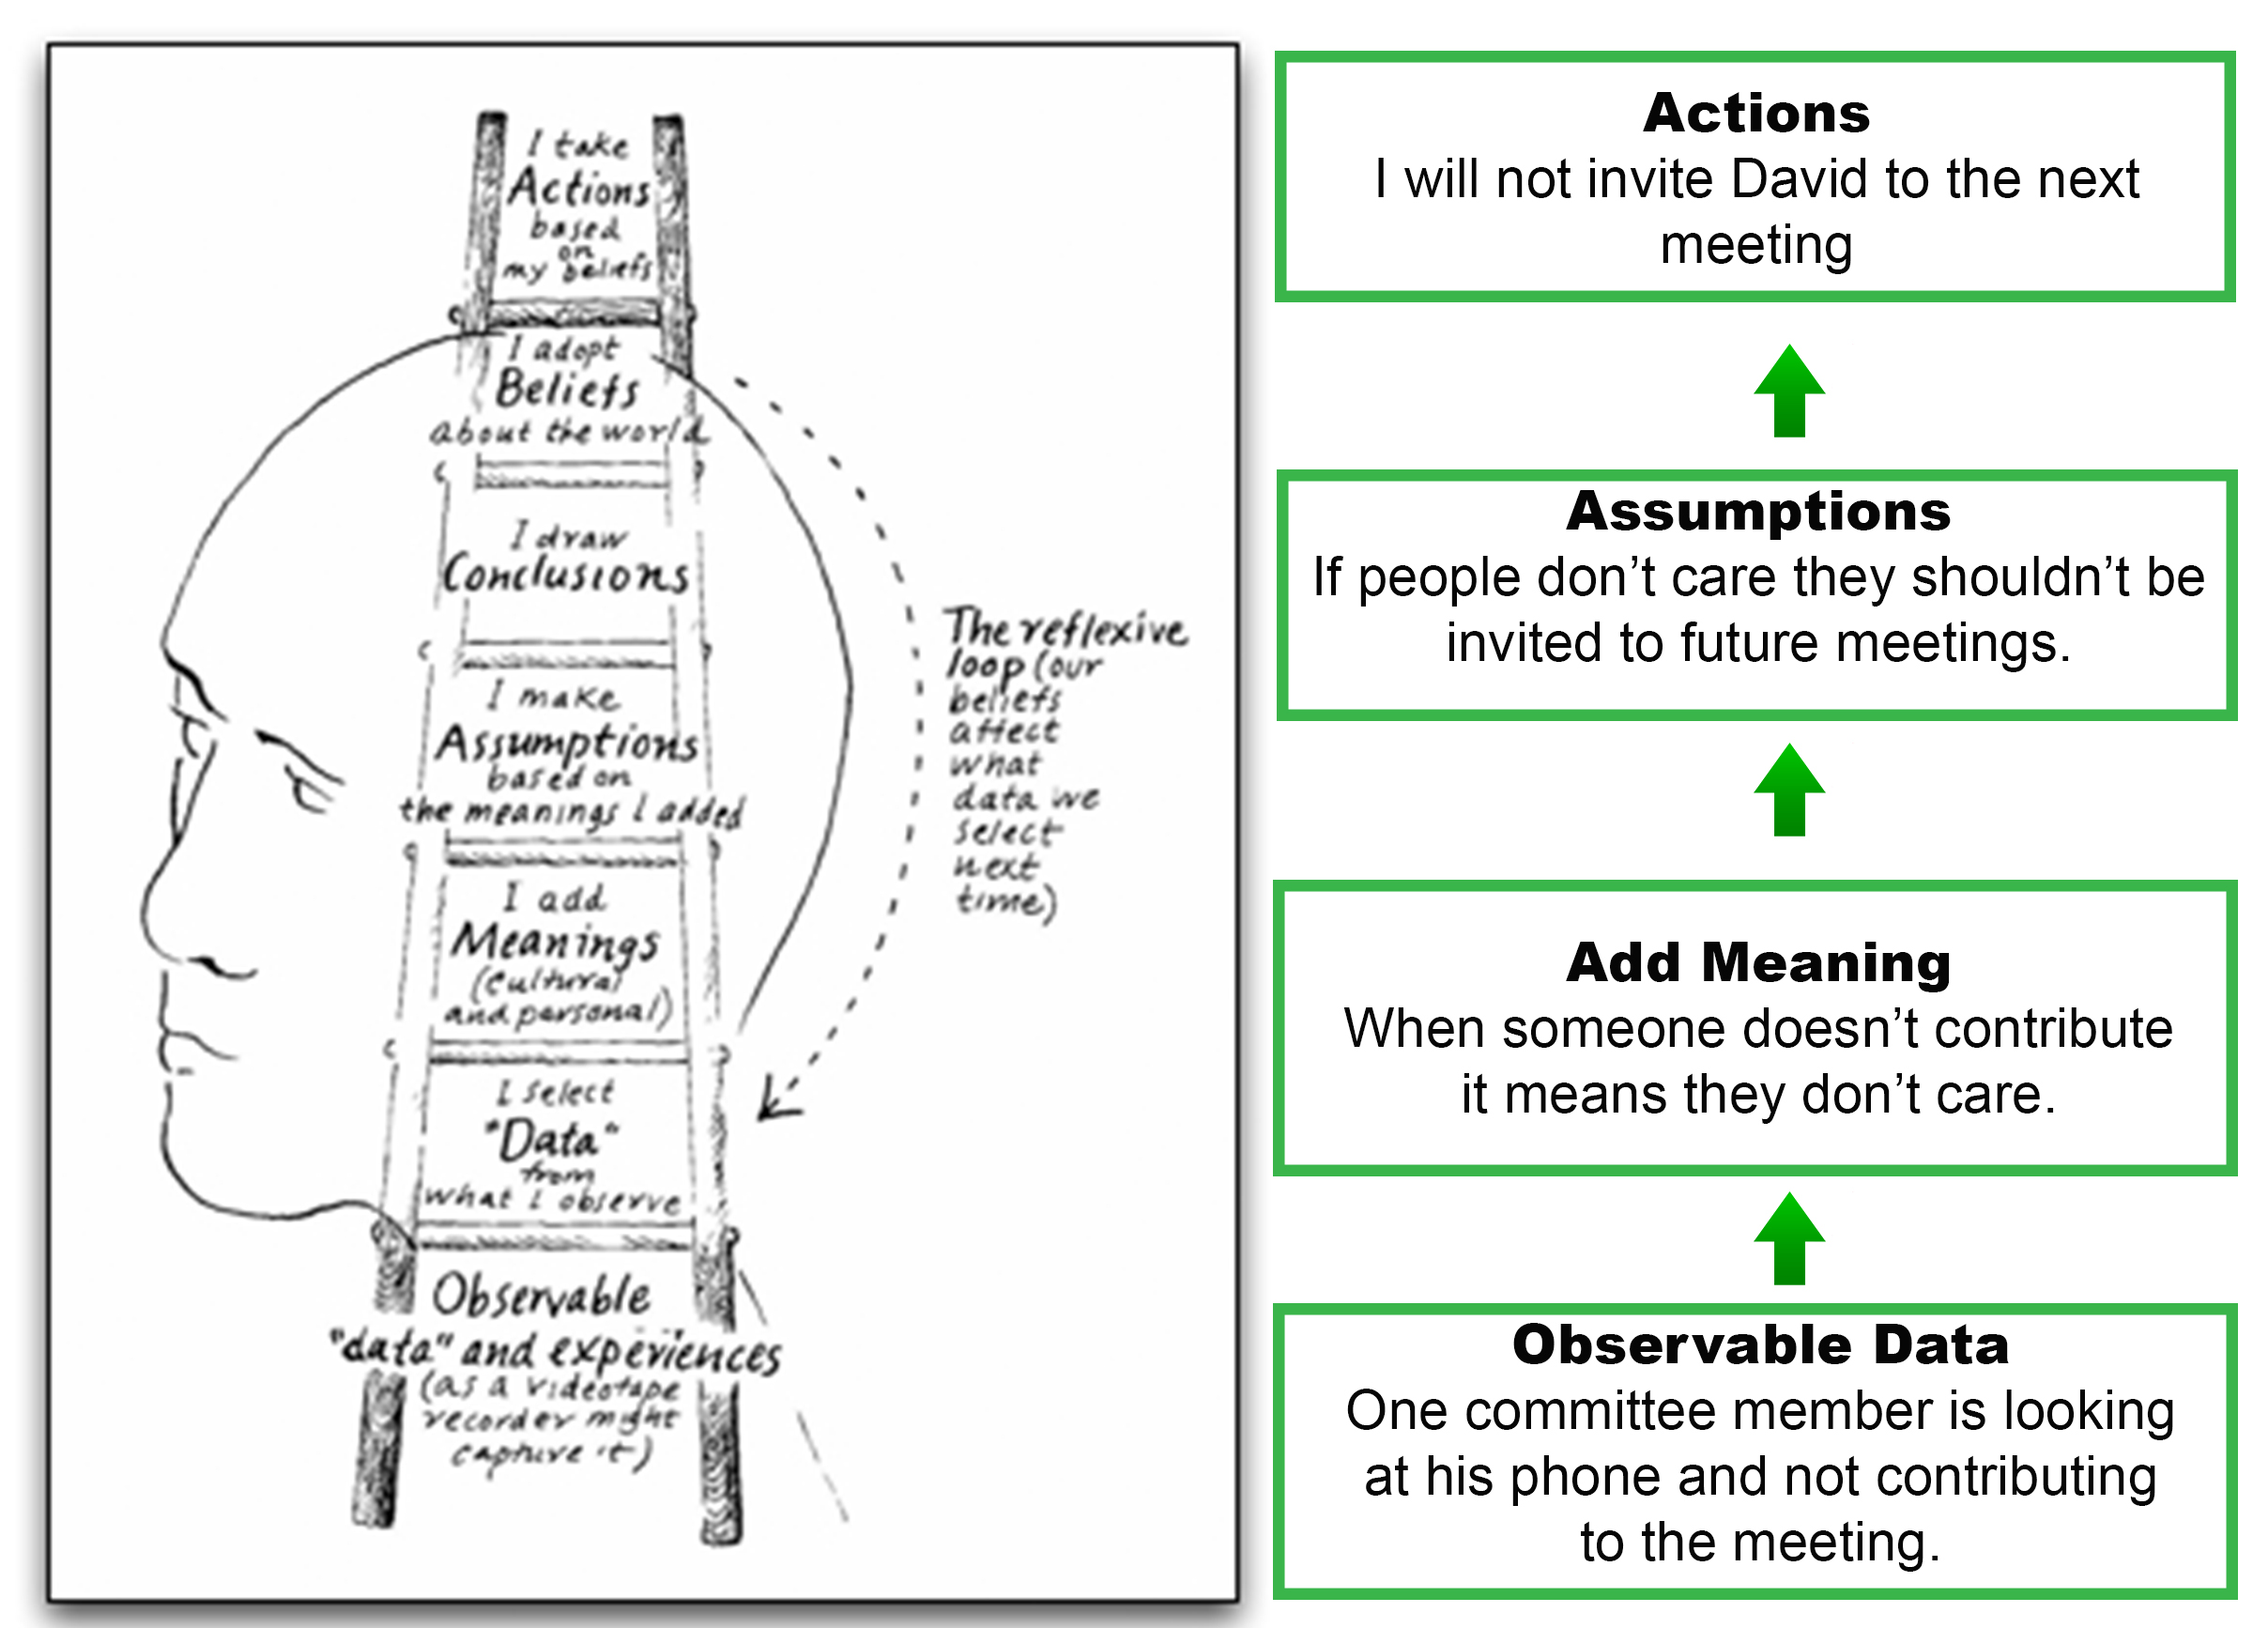 I take
Actions
based
on
my beliefs
I adopt
Beliefs
about the world
I draw
Conclusions
I make
Assumptions
based on
the meanings I added
I add
Meanings
(cultural
and personal)
I select
"Data"
from
what I observe
Observable
"data" and experiences
(as a videotape
recorder might
capture it)
The reflexive
loop (our
beliefs
affect
what
data we
select
next
time)
Actions
I will not invite David to the next
meeting
Assumptions
If people don’t care they shouldn’t be
invited to future meetings.
Add Meaning
When someone doesn’t contribute
it means they don’t care.
Observable Data
One committee member is looking
at his phone and not contributing
to the meeting.